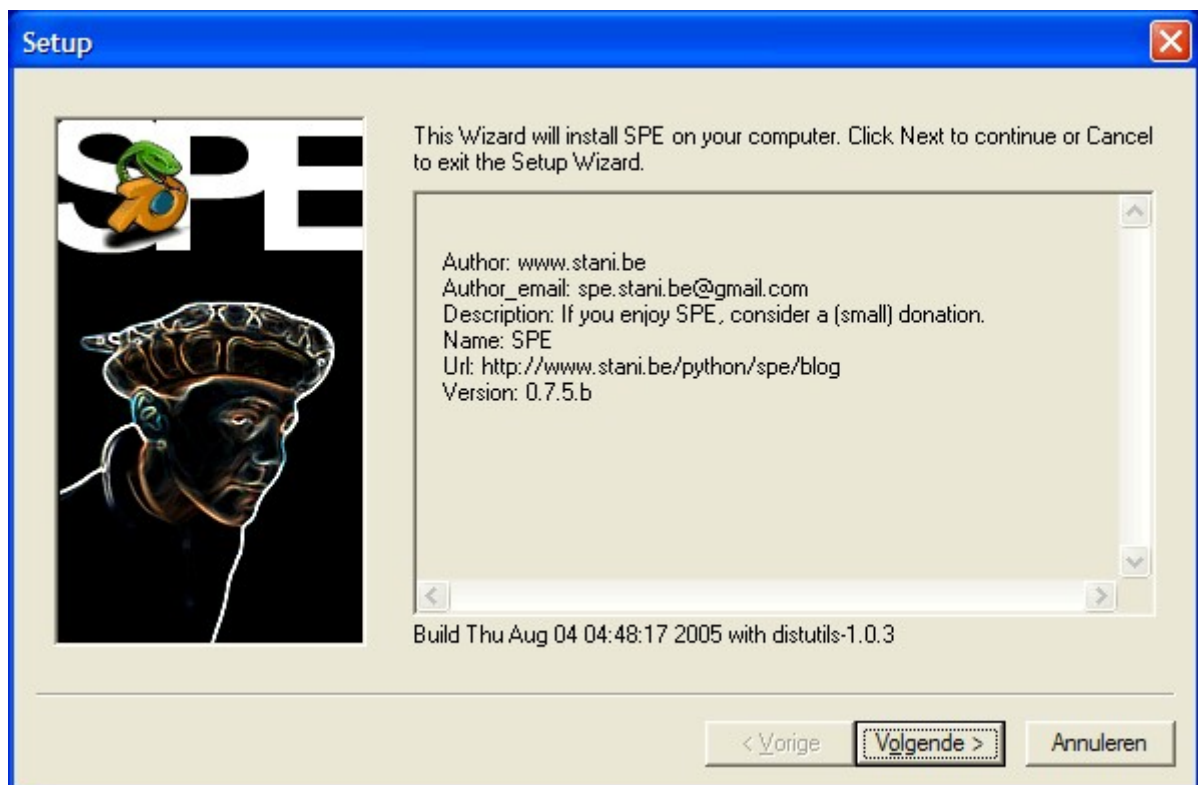 Setup
SPE
This Wizard will install SPE on your computer. Click Next to continue or Cancel
to exit the Setup Wizard.
Author: www.stani.be
Author_email: spe.stani.be@gmail.com
Description: If you enjoy SPE, consider a (small) donation.
Name: SPE
Url: http://www.stani.be/python/spe/blog
Version: 0.7.5.b
Build Thu Aug 04 04:48:17 2005 with distutils-1.0.3
< Vorige
Volgende >
Annuleren